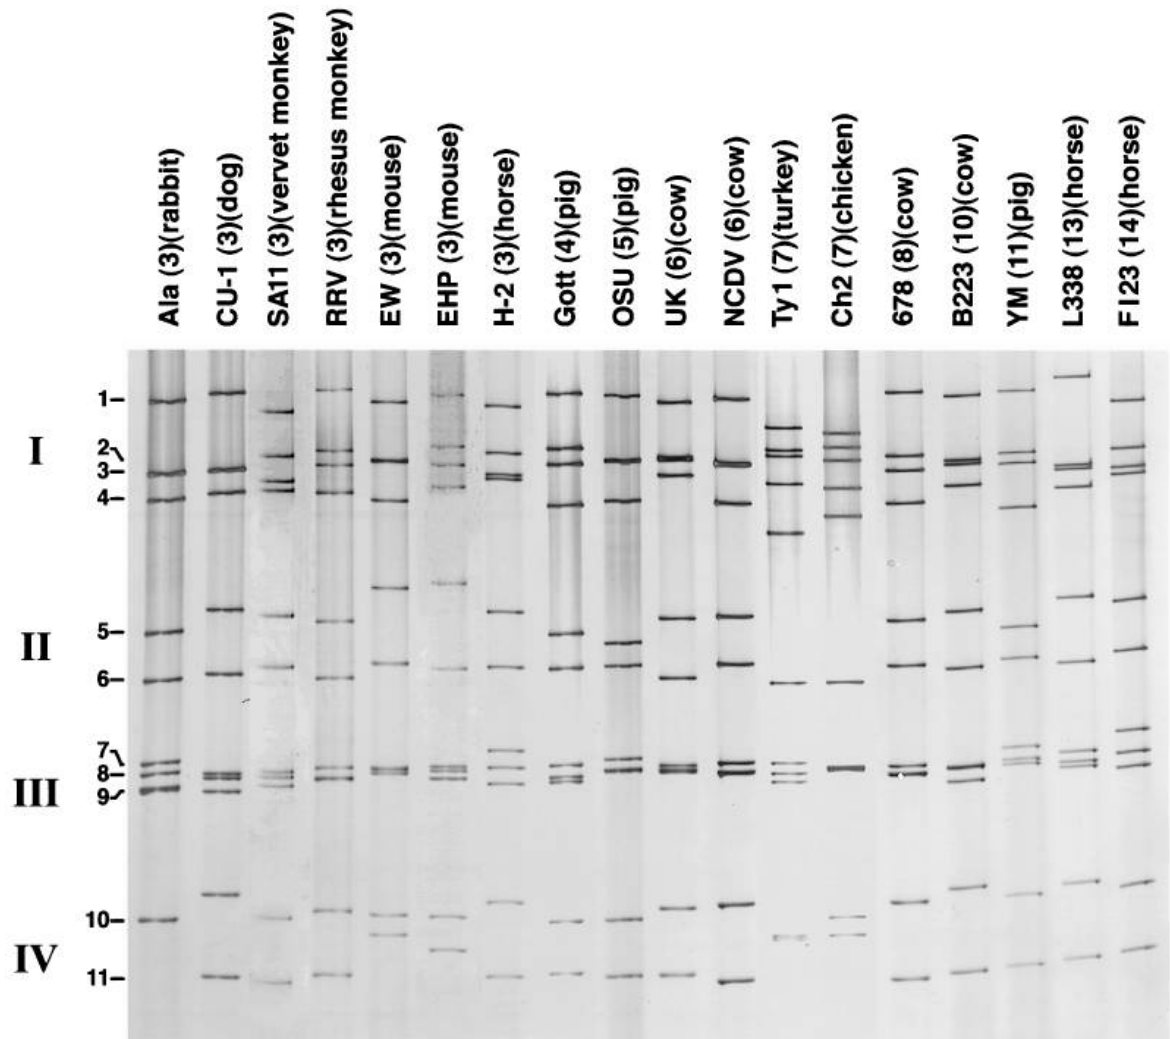 Ala (3)(rabbit)
CU-1 (3)(dog)
SA11 (3)(vervet monkey)
RRV (3)(rhesus monkey)
EW (3)(mouse)
EHP (3)(mouse)
H-2 (3)(horse)
Gott (4)(pig)
OSU (5)(pig)
UK (6)(cow)
NCDV (6)(cow)
Ty1 (7)(turkey)
Ch2 (7)(chicken)
678 (8)(cow)
B223 (10)(cow)
YM (11)(pig)
L338 (13)(horse)
FI23 (14)(horse)
1
I
2
3
4
5
II
6
7
8
III
9
10
IV
11